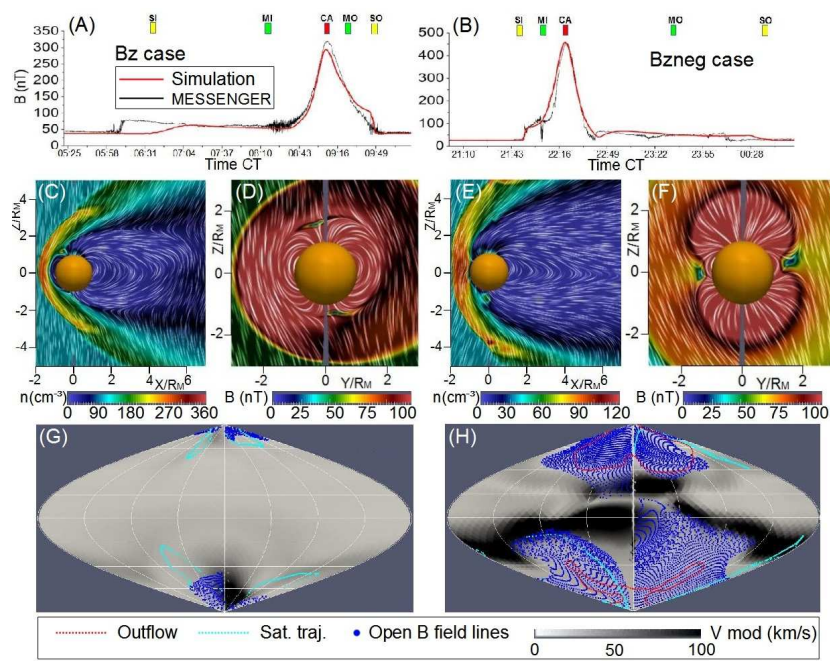 (A) SI MI CA MO SO
Bz case
B (nT)
350
300
250
200
150
100
50
0
Simulation
MESSENGER
05:25 05:58 06:31 07:04 07:37 08:10 08:43 09:16 09:49
Time CT
(B) SI MI CA MO SO
Bzneg case
500
400
300
200
100
0
21:10 21:43 22:16 22:49 23:22 23:55 00:28
Time CT
(C)
Z/RM
4
2
0
-2
-4
-2 0 2 4 6
X/RM
n(cm-3)
0 90 180 270 360
(D)
Z/RM
2
0
-2
-2 0 2
Y/RM
B (nT)
0 25 50 75 100
(E)
Z/RM
4
2
0
-2
-4
-2 0 2 4 6
X/RM
n(cm-3)
0 30 60 90 120
(F)
Z/RM
2
0
-2
-2 0 2
Y/RM
B (nT)
0 25 50 75 100
(G)
(H)
Outflow Sat. traj. Open B field lines V mod (km/s)
0 100